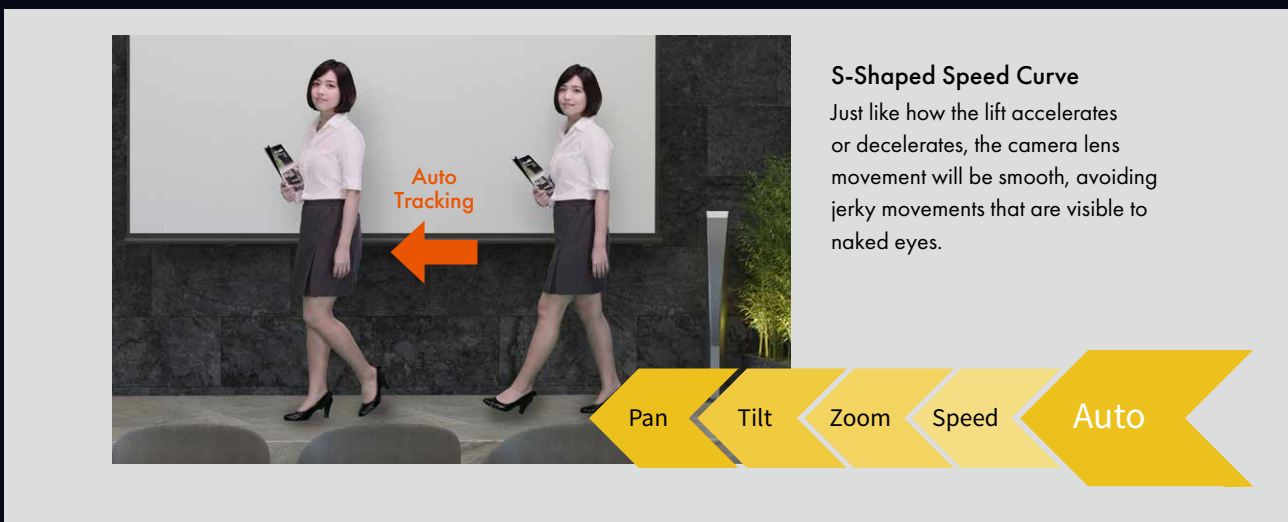 S-Shaped Speed Curve
Just like how the lift accelerates
or decelerates, the camera lens
movement will be smooth, avoiding
jerky movements that are visible to
naked eyes.
Auto
Tracking
Pan
Tilt
Zoom
Speed
Auto